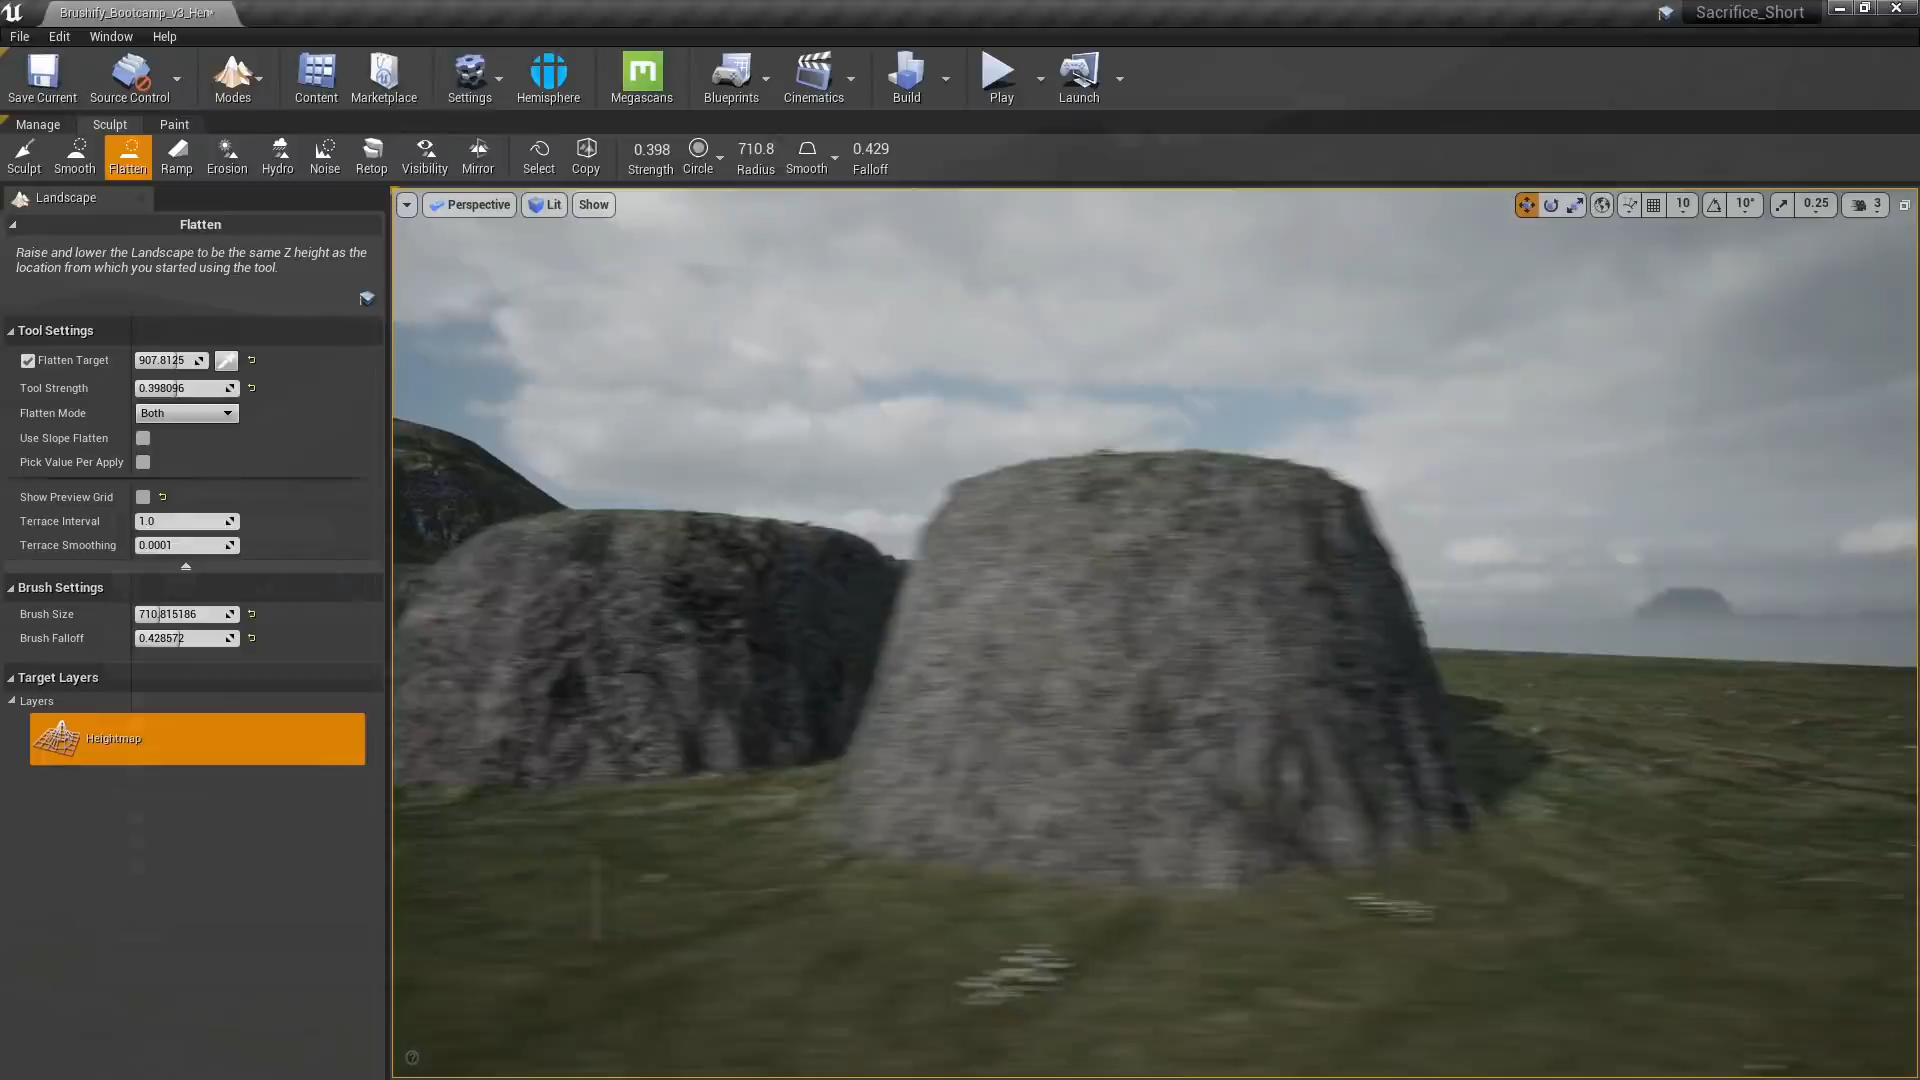 Brushify_Bootcamp_v3_Hem*
Sacrifice_Short
File Edit Window Help
Save Current Source Control Modes Content Marketplace Settings Hemisphere Megascans Blueprints Cinematics Build Play Launch
Manage Sculpt Paint
0.398 710.8 0.429
Sculpt Smooth Flatten Ramp Erosion Hydro Noise Retop Visibility Mirror Select Copy Strength Circle Radius Smooth Falloff
Landscape
Perspective Lit Show 10 10° 0.25 3
Flatten
Raise and lower the Landscape to be the same Z height as the
location from which you started using the tool.
Tool Settings
Flatten Target 907.8125
Tool Strength 0.398096
Flatten Mode Both
Use Slope Flatten
Pick Value Per Apply
Show Preview Grid
Terrace Interval 1.0
Terrace Smoothing 0.0001
Brush Settings
Brush Size 710.815186
Brush Falloff 0.428572
Target Layers
Layers
Heightmap